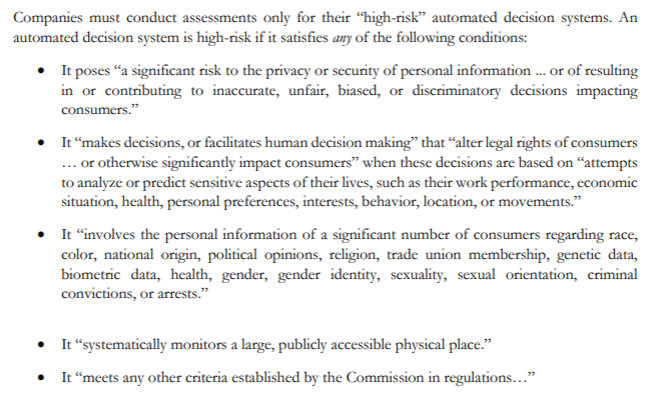 Companies must conduct assessments only for their “high-risk” automated decision systems. An
automated decision system is high-risk if it satisfies any of the following conditions:
• It poses “a significant risk to the privacy or security of personal information ... or of resulting
in or contributing to inaccurate, unfair, biased, or discriminatory decisions impacting
consumers.”
• It “makes decisions, or facilitates human decision making” that “alter legal rights of consumers
… or otherwise significantly impact consumers” when these decisions are based on “attempts
to analyze or predict sensitive aspects of their lives, such as their work performance, economic
situation, health, personal preferences, interests, behavior, location, or movements.”
• It “involves the personal information of a significant number of consumers regarding race,
color, national origin, political opinions, religion, trade union membership, genetic data,
biometric data, health, gender, gender identity, sexuality, sexual orientation, criminal
convictions, or arrests.”
• It “systematically monitors a large, publicly accessible physical place.”
• It “meets any other criteria established by the Commission in regulations…”